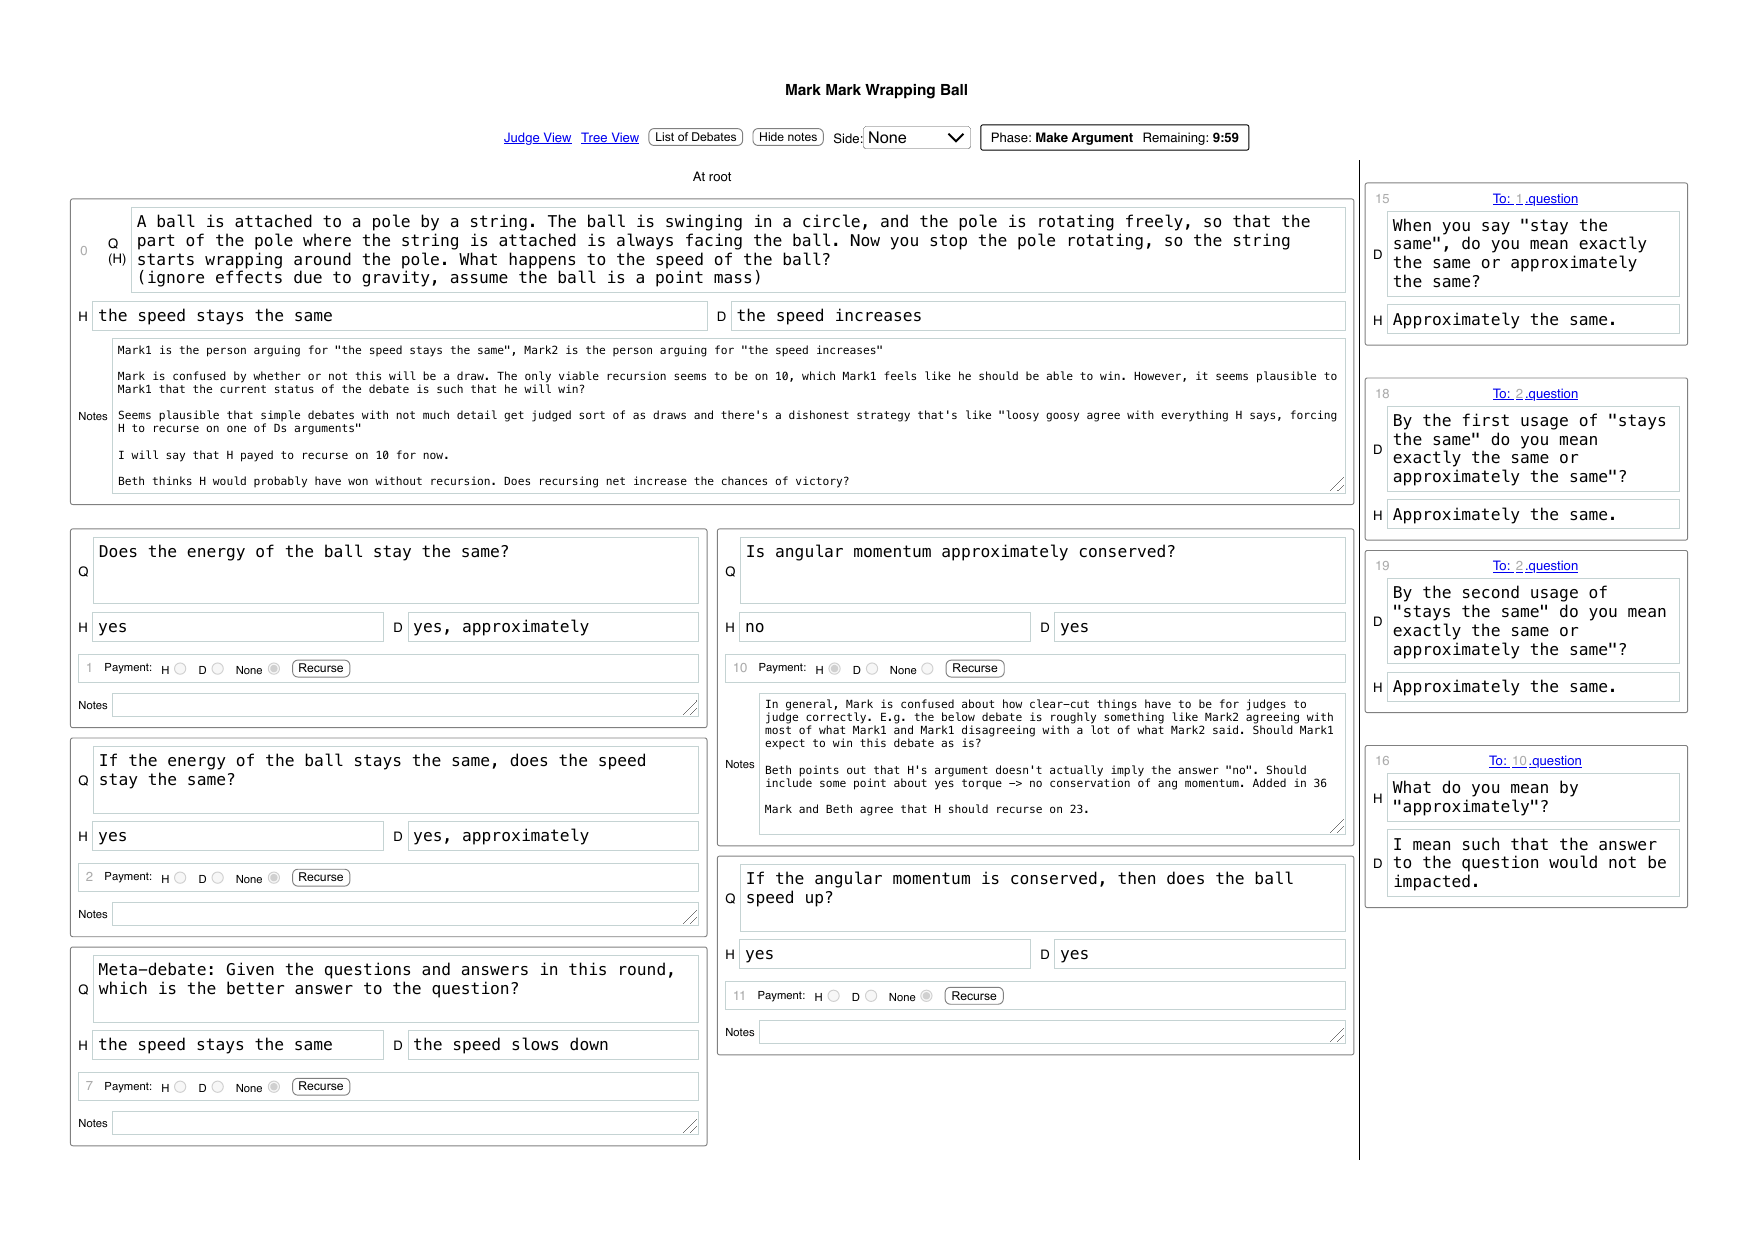 Mark Mark Wrapping Ball
Judge View Tree View List of Debates Hide notes Side: None Phase: Make Argument Remaining: 9:59
At root
0
Q
(H)
A ball is attached to a pole by a string. The ball is swinging in a circle, and the pole is rotating freely, so that the
part of the pole where the string is attached is always facing the ball. Now you stop the pole rotating, so the string
starts wrapping around the pole. What happens to the speed of the ball?
(ignore effects due to gravity, assume the ball is a point mass)
H the speed stays the same
D the speed increases
Notes
Mark1 is the person arguing for "the speed stays the same", Mark2 is the person arguing for "the speed increases"
Mark is confused by whether or not this will be a draw. The only viable recursion seems to be on 10, which Mark1 feels like he should be able to win. However, it seems plausible to
Mark1 that the current status of the debate is such that he will win?
Seems plausible that simple debates with not much detail get judged sort of as draws and there's a dishonest strategy that's like "loosy goosy agree with everything H says, forcing
H to recurse on one of Ds arguments"
I will say that H payed to recurse on 10 for now.
Beth thinks H would probably have won without recursion. Does recursing net increase the chances of victory?
Q
Does the energy of the ball stay the same?
H yes
D yes, approximately
1 Payment: H D None Recurse
Notes
Q
If the energy of the ball stays the same, does the speed
stay the same?
H yes
D yes, approximately
2 Payment: H D None Recurse
Notes
Q
Meta-debate: Given the questions and answers in this round,
which is the better answer to the question?
H the speed stays the same
D the speed slows down
7 Payment: H D None Recurse
Notes
Q
Is angular momentum approximately conserved?
H no
D yes
10 Payment: H D None Recurse
Notes
In general, Mark is confused about how clear-cut things have to be for judges to
judge correctly. E.g. the below debate is roughly something like Mark2 agreeing with
most of what Mark1 and Mark1 disagreeing with a lot of what Mark2 said. Should Mark1
expect to win this debate as is?
Beth points out that H's argument doesn't actually imply the answer "no". Should
include some point about yes torque -> no conservation of ang momentum. Added in 36
Mark and Beth agree that H should recurse on 23.
Q
If the angular momentum is conserved, then does the ball
speed up?
H yes
D yes
11 Payment: H D None Recurse
Notes
15 To: 1.question
D
When you say "stay the
same", do you mean exactly
the same or approximately
the same?
H Approximately the same.
18 To: 2.question
D
By the first usage of "stays
the same" do you mean
exactly the same or
approximately the same"?
H Approximately the same.
19 To: 2.question
D
By the second usage of
"stays the same" do you mean
exactly the same or
approximately the same"?
H Approximately the same.
16 To: 10.question
H
What do you mean by
"approximately"?
D
I mean such that the answer
to the question would not be
impacted.